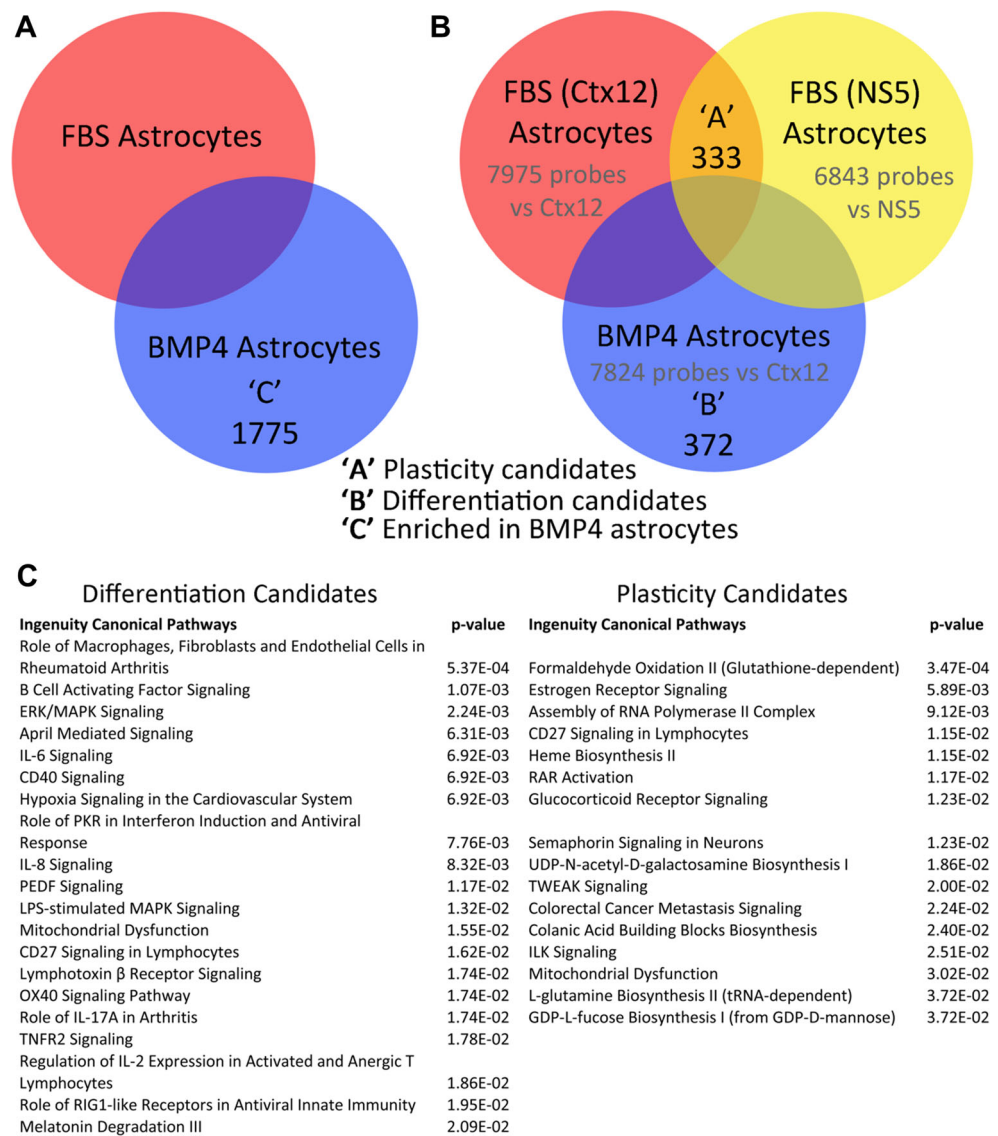 A
FBS Astrocytes
BMP4 Astrocytes
‘C’
1775
B
FBS (Ctx12)
Astrocytes
7975 probes
vs Ctx12
‘A’
333
FBS (NS5)
Astrocytes
6843 probes
vs NS5
BMP4 Astrocytes
7824 probes vs Ctx12
‘B’
372
‘A’ Plasticity candidates
‘B’ Differentiation candidates
‘C’ Enriched in BMP4 astrocytes
C
Differentiation Candidates
Ingenuity Canonical Pathways p-value
Role of Macrophages, Fibroblasts and Endothelial Cells in
Rheumatoid Arthritis 5.37E-04
B Cell Activating Factor Signaling 1.07E-03
ERK/MAPK Signaling 2.24E-03
April Mediated Signaling 6.31E-03
IL-6 Signaling 6.92E-03
CD40 Signaling 6.92E-03
Hypoxia Signaling in the Cardiovascular System 6.92E-03
Role of PKR in Interferon Induction and Antiviral
Response 7.76E-03
IL-8 Signaling 8.32E-03
PEDF Signaling 1.17E-02
LPS-stimulated MAPK Signaling 1.32E-02
Mitochondrial Dysfunction 1.55E-02
CD27 Signaling in Lymphocytes 1.62E-02
Lymphotoxin β Receptor Signaling 1.74E-02
OX40 Signaling Pathway 1.74E-02
Role of IL-17A in Arthritis 1.74E-02
TNFR2 Signaling 1.78E-02
Regulation of IL-2 Expression in Activated and Anergic T
Lymphocytes 1.86E-02
Role of RIG1-like Receptors in Antiviral Innate Immunity 1.95E-02
Melatonin Degradation III 2.09E-02
Plasticity Candidates
Ingenuity Canonical Pathways p-value
Formaldehyde Oxidation II (Glutathione-dependent) 3.47E-04
Estrogen Receptor Signaling 5.89E-03
Assembly of RNA Polymerase II Complex 9.12E-03
CD27 Signaling in Lymphocytes 1.15E-02
Heme Biosynthesis II 1.15E-02
RAR Activation 1.17E-02
Glucocorticoid Receptor Signaling 1.23E-02
Semaphorin Signaling in Neurons 1.23E-02
UDP-N-acetyl-D-galactosamine Biosynthesis I 1.86E-02
TWEAK Signaling 2.00E-02
Colorectal Cancer Metastasis Signaling 2.24E-02
Colanic Acid Building Blocks Biosynthesis 2.40E-02
ILK Signaling 2.51E-02
Mitochondrial Dysfunction 3.02E-02
L-glutamine Biosynthesis II (tRNA-dependent) 3.72E-02
GDP-L-fucose Biosynthesis I (from GDP-D-mannose) 3.72E-02